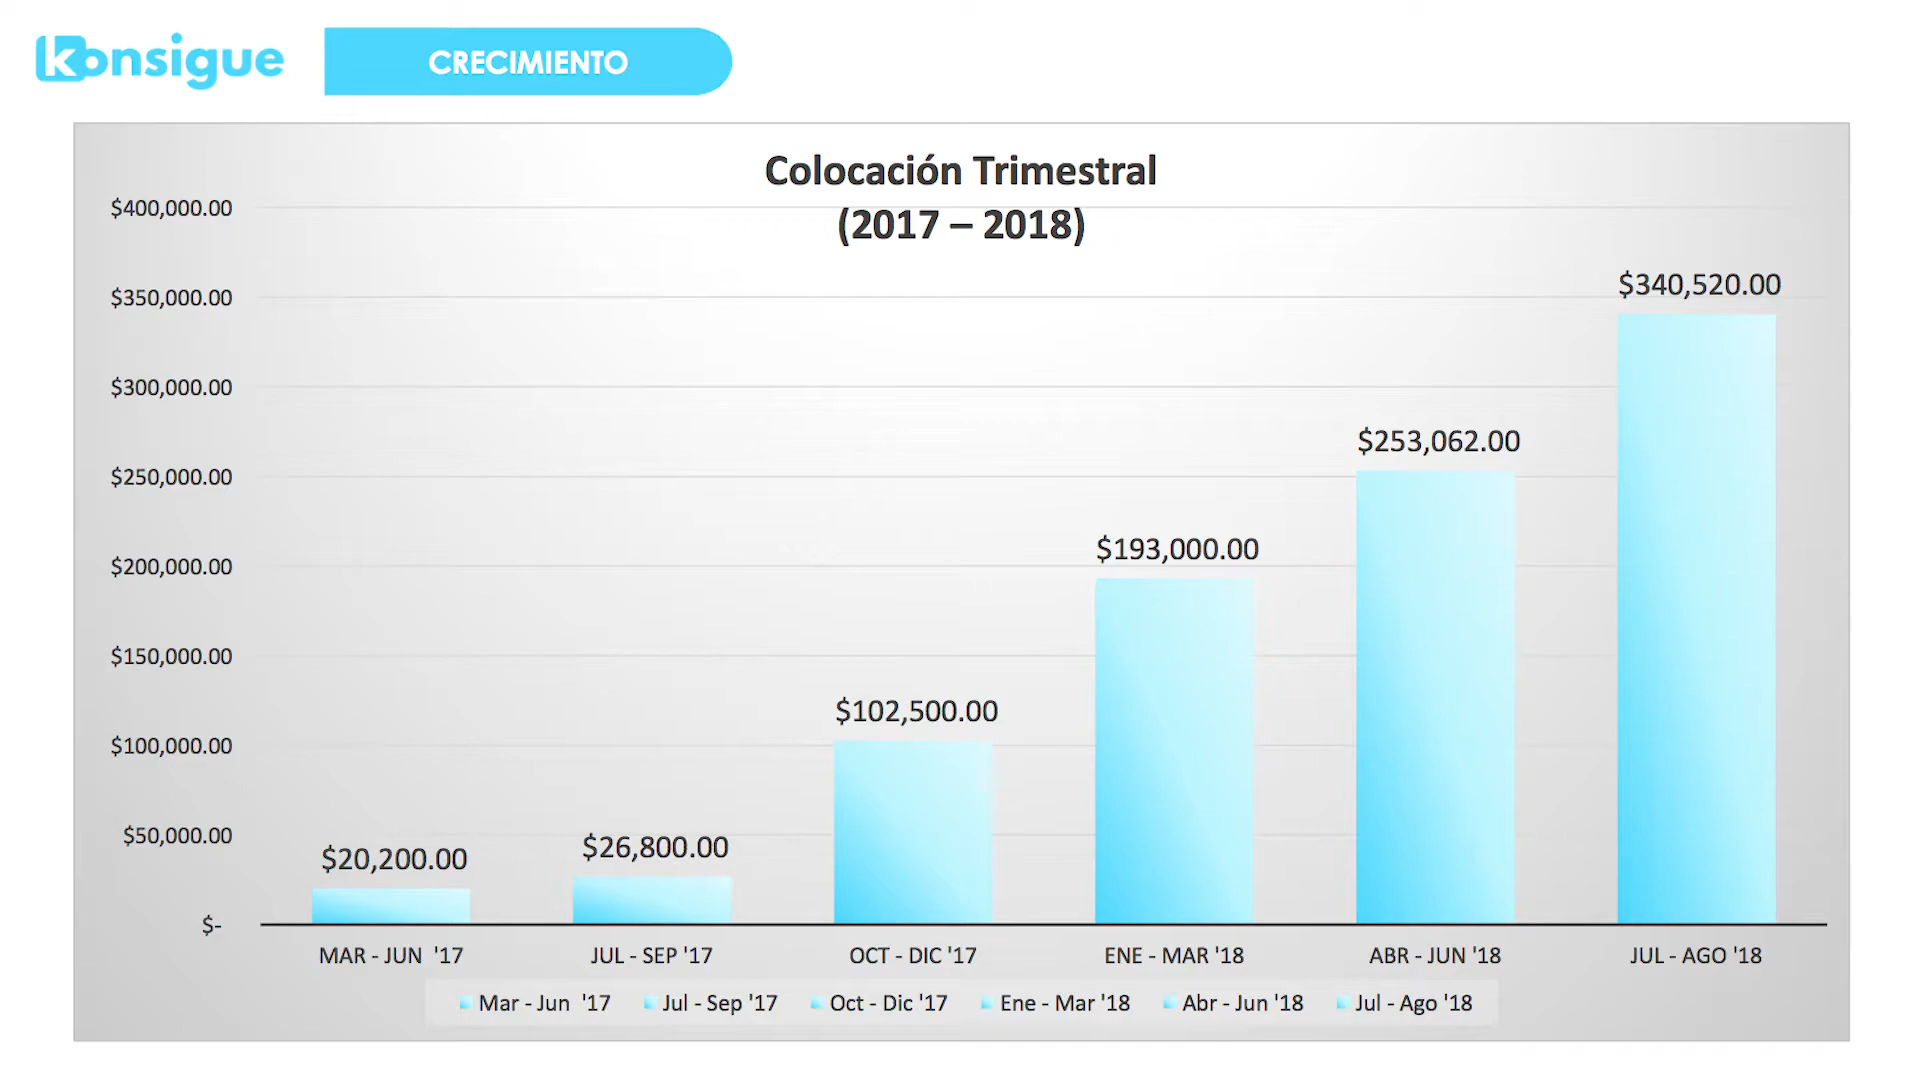 konsigue
CRECIMIENTO
Colocación Trimestral
(2017 – 2018)
$400,000.00
$350,000.00
$300,000.00
$250,000.00
$200,000.00
$150,000.00
$100,000.00
$50,000.00
$-
$20,200.00
$26,800.00
$102,500.00
$193,000.00
$253,062.00
$340,520.00
MAR - JUN '17
JUL - SEP '17
OCT - DIC '17
ENE - MAR '18
ABR - JUN '18
JUL - AGO '18
Mar - Jun '17 Jul - Sep '17 Oct - Dic '17 Ene - Mar '18 Abr - Jun '18 Jul - Ago '18